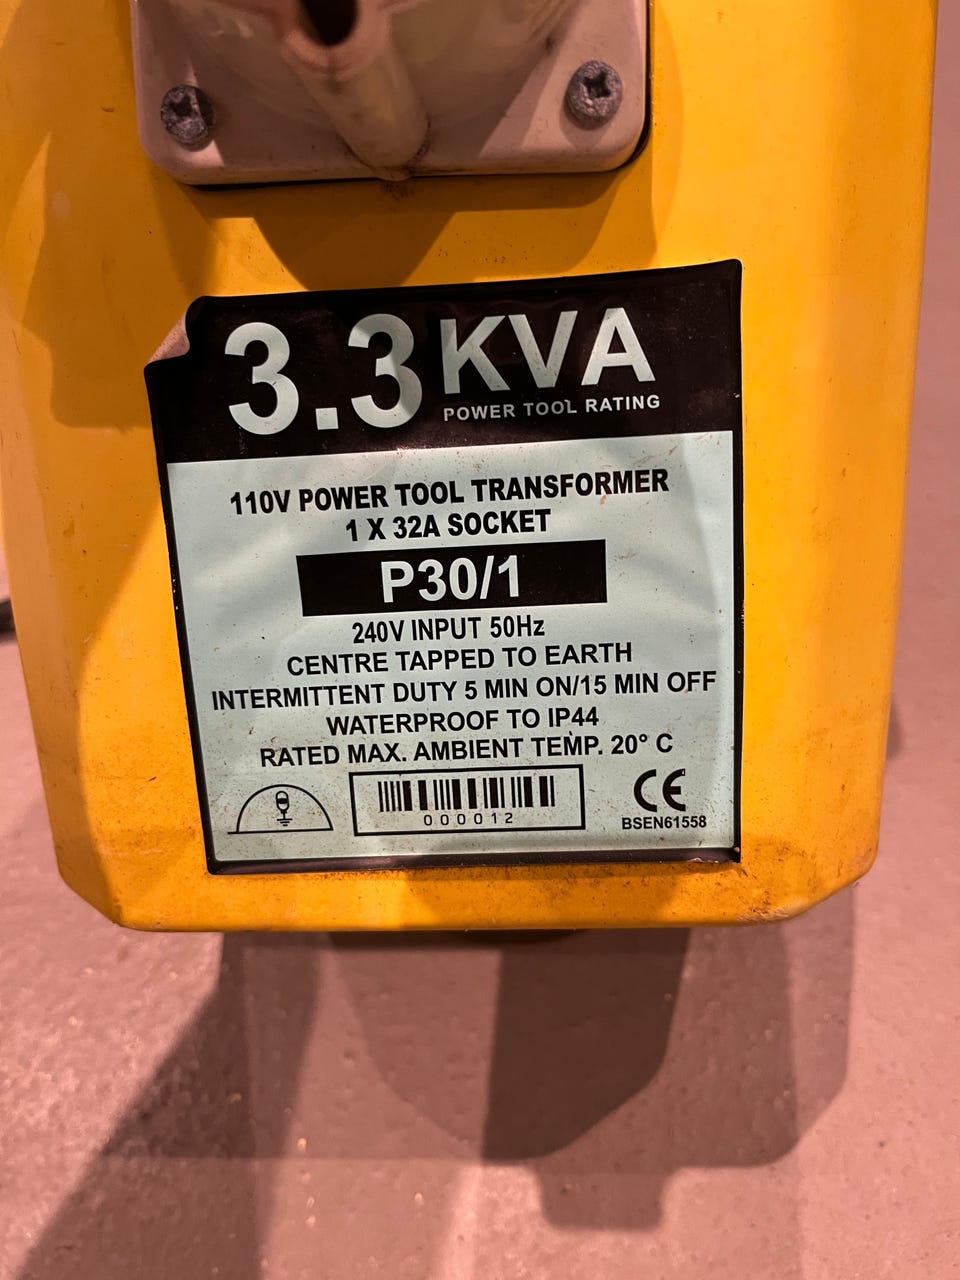 3.3 KVA
POWER TOOL RATING
110V POWER TOOL TRANSFORMER
1 X 32A SOCKET
P30/1
240V INPUT 50Hz
CENTRE TAPPED TO EARTH
INTERMITTENT DUTY 5 MIN ON/15 MIN OFF
WATERPROOF TO IP44
RATED MAX. AMBIENT TEMP. 20° C
000012
CE
BSEN61558